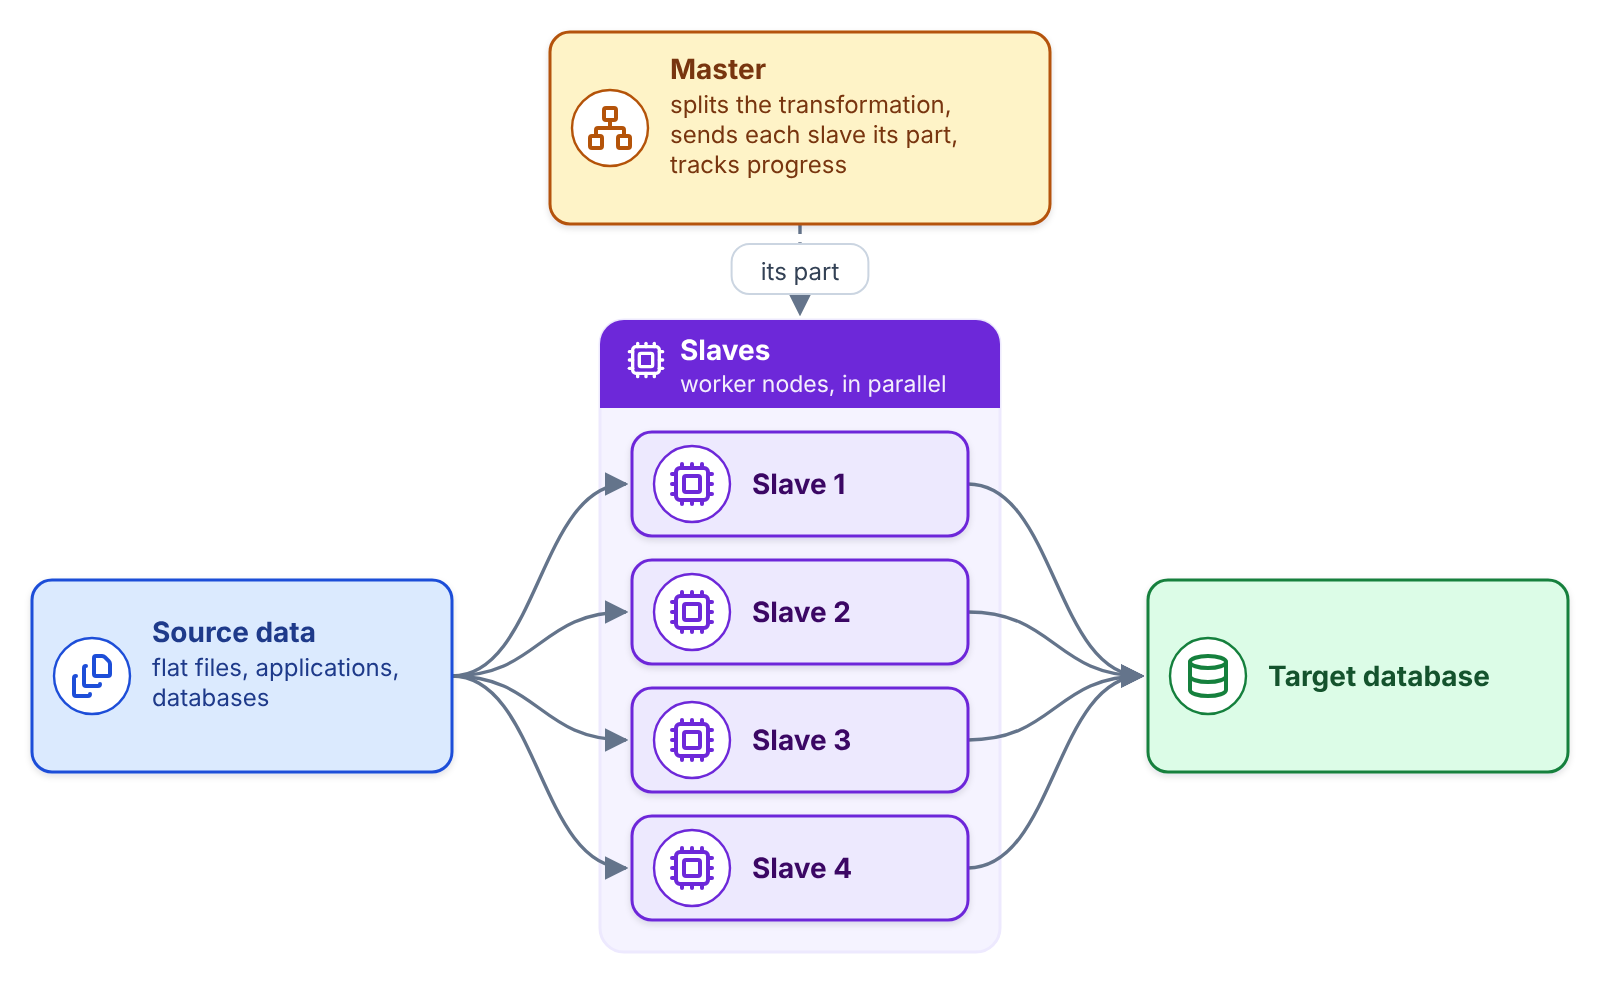 Master
splits the transformation,
sends each slave its part,
tracks progress
its part
Slaves
worker nodes, in parallel
Slave 1
Slave 2
Slave 3
Slave 4
Source data
flat files, applications,
databases
Target database